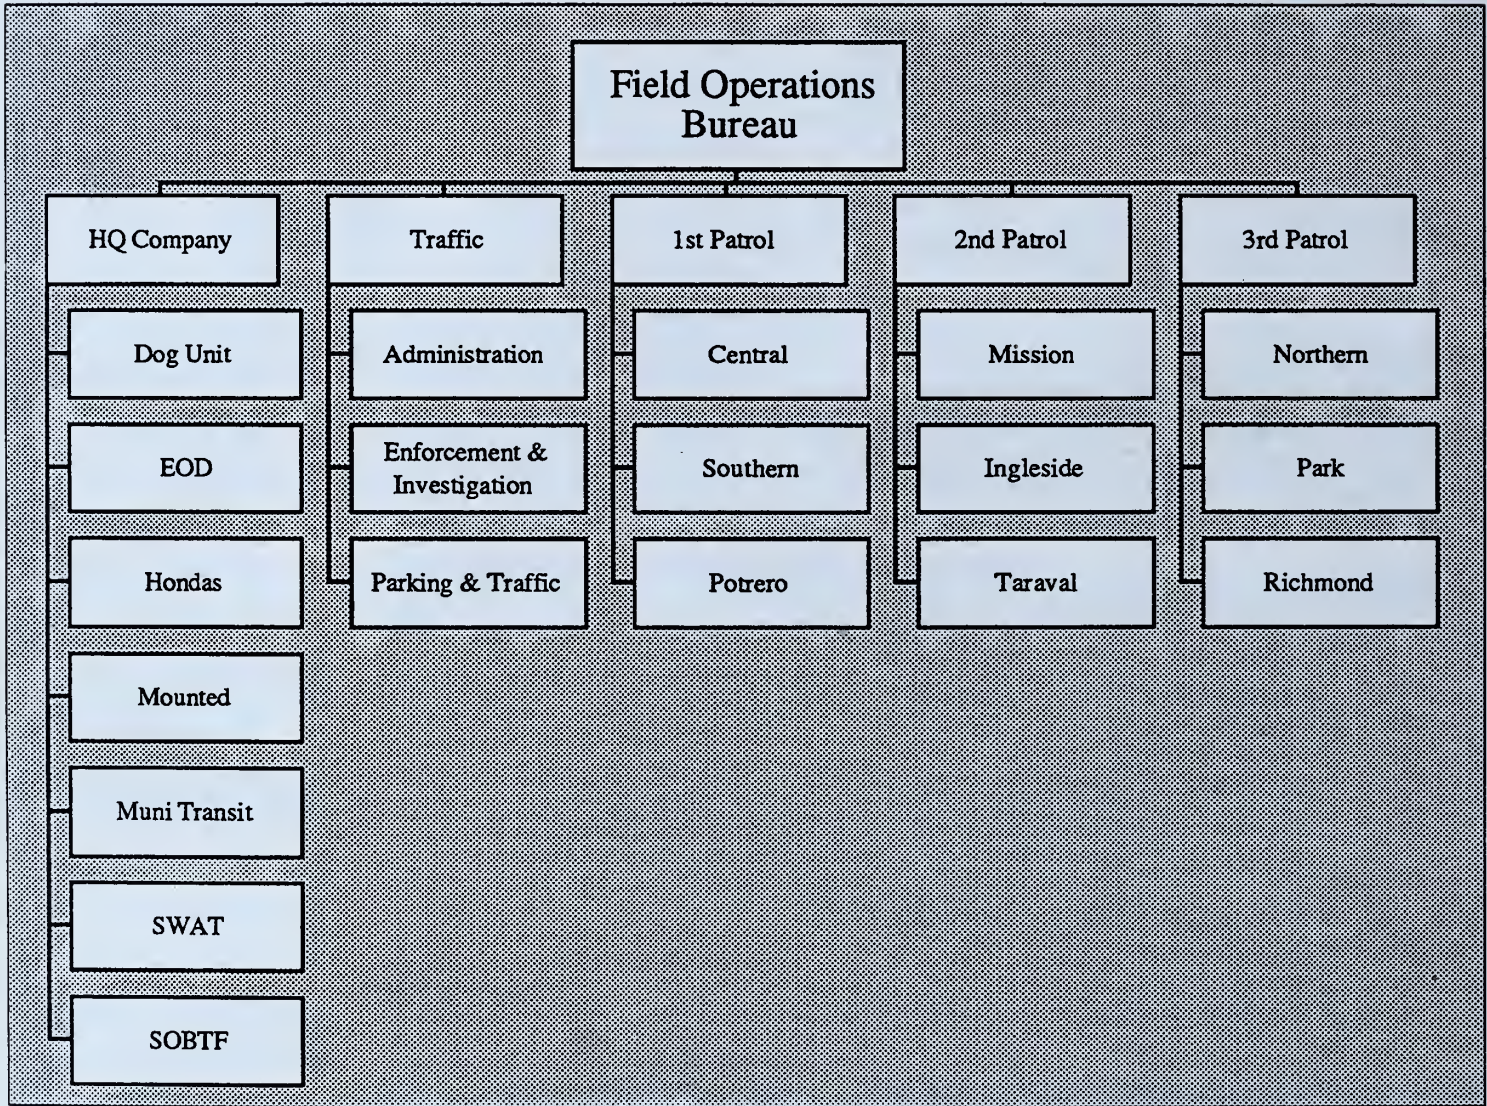 Field Operations
Bureau
HQ Company
Traffic
1st Patrol
2nd Patrol
3rd Patrol
Dog Unit
EOD
Hondas
Mounted
Muni Transit
SWAT
SOBTF
Administration
Enforcement &
Investigation
Parking & Traffic
Central
Southern
Potrero
Mission
Ingleside
Taraval
Northern
Park
Richmond